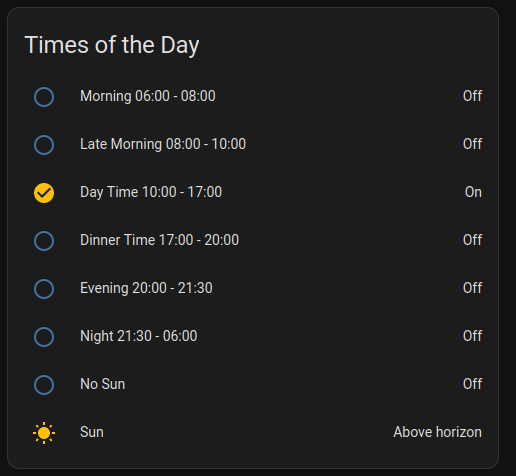 Times of the Day
Morning 06:00 - 08:00 Off
Late Morning 08:00 - 10:00 Off
Day Time 10:00 - 17:00 On
Dinner Time 17:00 - 20:00 Off
Evening 20:00 - 21:30 Off
Night 21:30 - 06:00 Off
No Sun Off
Sun Above horizon